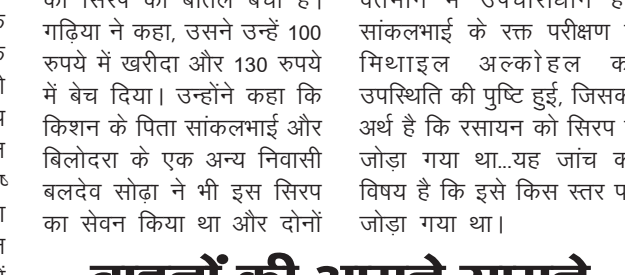 का सिरप की बोतल बेची है।
गढ़िया ने कहा, उसने उन्हें 100
रुपये में खरीदा और 130 रुपये
में बेच दिया। उन्होंने कहा कि
किशन के पिता सांकलभाई और
बिलोदरा के एक अन्य निवासी
बलदेव सोढ़ा ने भी इस सिरप
का सेवन किया था और दोनों
सांकलभाई के रक्त परीक्षण
मिथाइल अल्कोहल
उपस्थिति की पुष्टि हुई,
अर्थ है कि रसायन को सिरप
जोड़ा गया था...यह जांच
विषय है कि इसे किस स्तर
जोड़ा गया था।